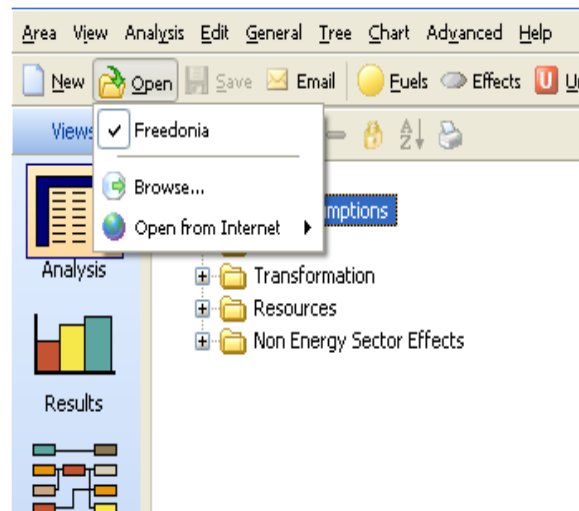 Area View Analysis Edit General Tree Chart Advanced Help
New Open Save Email Fuels Effects
Views Freedonia
Browse...
Open from Internet
Analysis
Transformation
Resources
Non Energy Sector Effects
Results